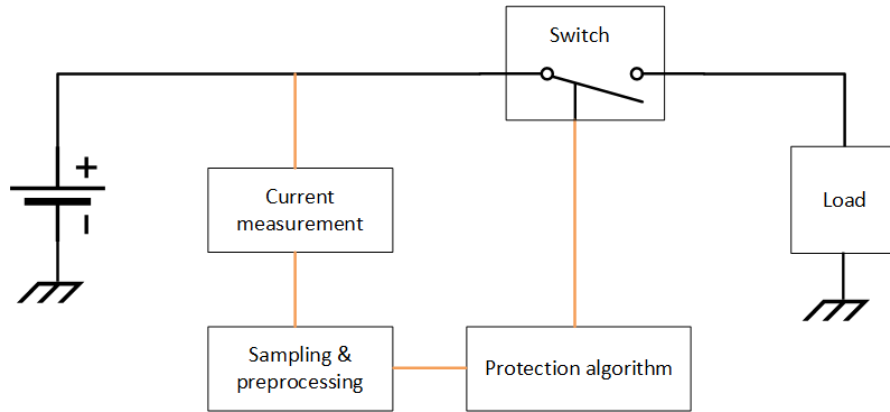 Switch
+
Current
measurement
Load
−
Sampling &
preprocessing
Protection algorithm